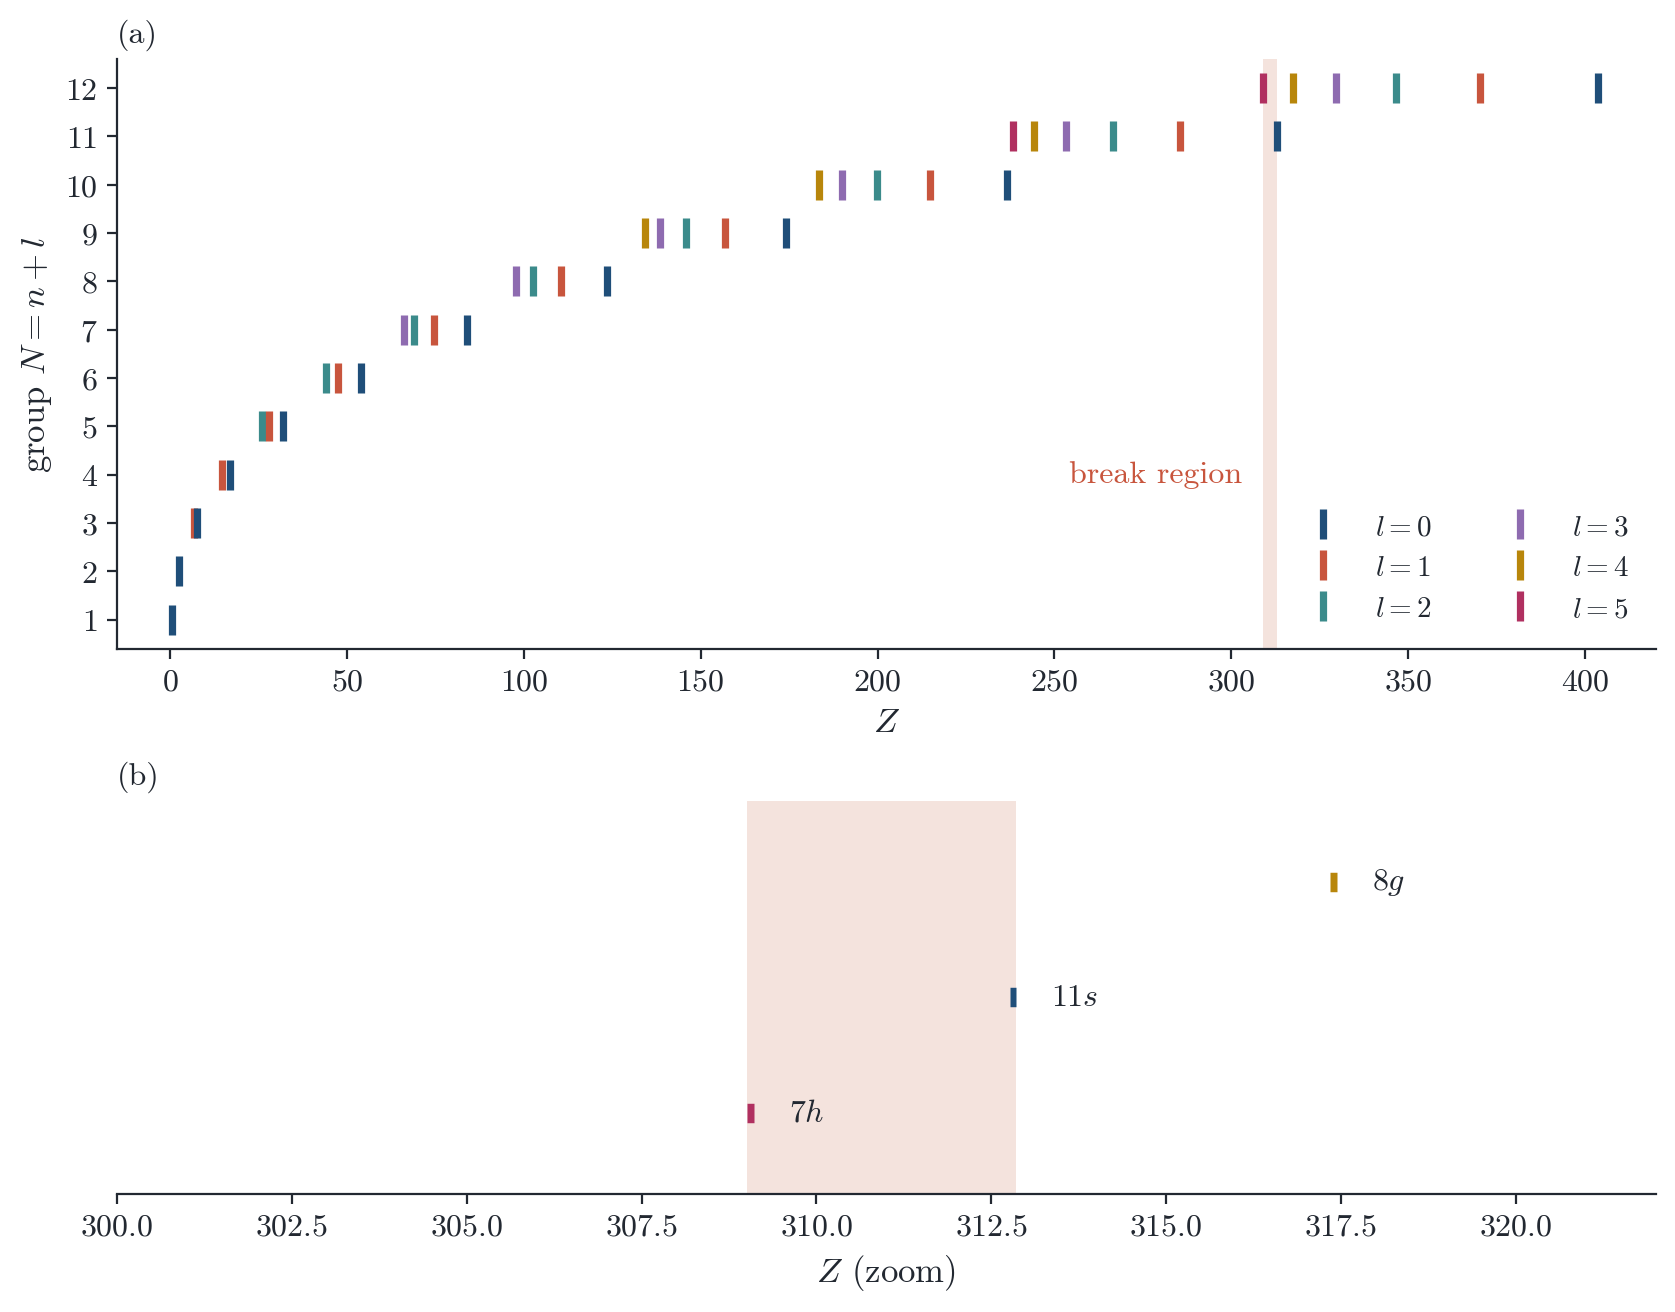 (a)
group N = n + l
12
11
10
9
8
7
6
5
4
3
2
1
break region
l = 0
l = 1
l = 2
l = 3
l = 4
l = 5
0 50 100 150 200 250 300 350 400
Z
(b)
8g
11s
7h
300.0 302.5 305.0 307.5 310.0 312.5 315.0 317.5 320.0
Z (zoom)